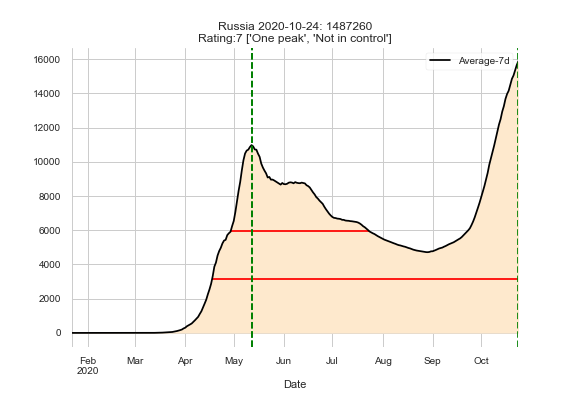 Russia 2020-10-24: 1487260
Rating:7 ['One peak', 'Not in control']
Average-7d
16000
14000
12000
10000
8000
6000
4000
2000
0
Feb Mar Apr May Jun Jul Aug Sep Oct
2020
Date